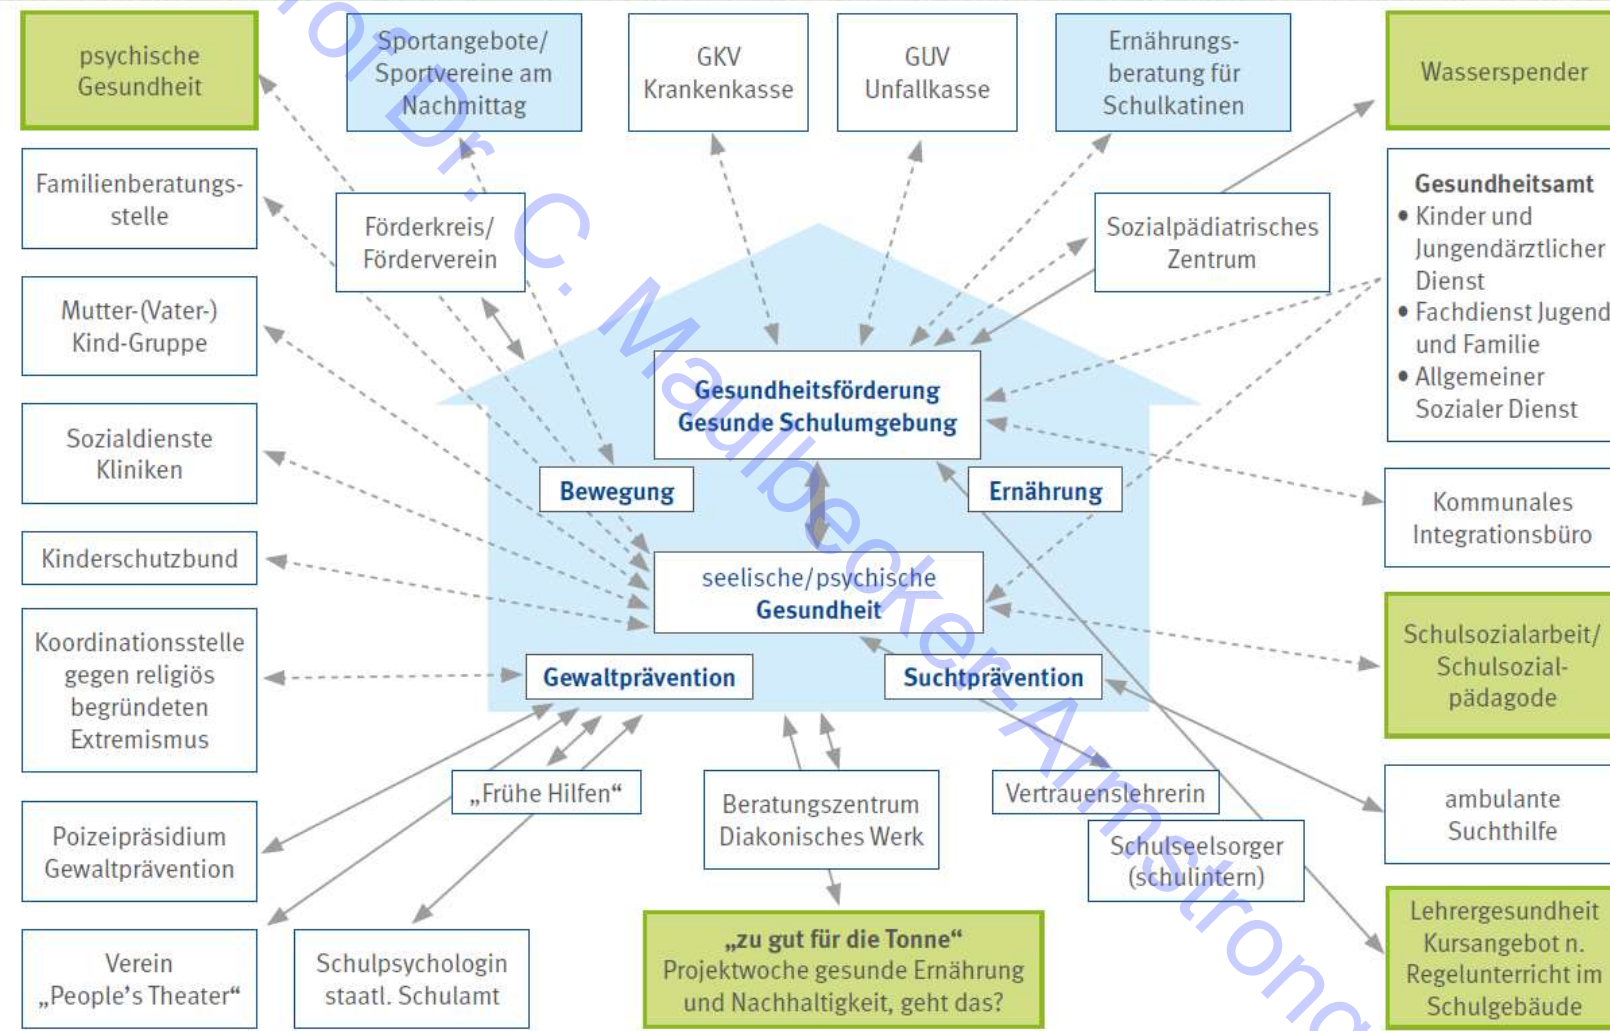 psychische
Gesundheit
Sportangebote/
Sportvereine am
Nachmittag
GKV
Krankenkasse
GUV
Unfallkasse
Ernährungs-
beratung für
Schulkatinen
Wasserspender
Familienberatungs-
stelle
Förderkreis/
Förderverein
Sozialpädiatrisches
Zentrum
Gesundheitsamt
• Kinder und
Jungendärztlicher
Dienst
• Fachdienst Jugend
und Familie
• Allgemeiner
Sozialer Dienst
Mutter-(Vater-)
Kind-Gruppe
Gesundheitsförderung
Gesunde Schulumgebung
Sozialdienste
Kliniken
Bewegung
Ernährung
Kommunales
Integrationsbüro
Kinderschutzbund
seelische/psychische
Gesundheit
Koordinationsstelle
gegen religiös
begründeten
Extremismus
Gewaltprävention
Suchtprävention
Schulsozialarbeit/
Schulsozial-
pädagode
„Frühe Hilfen“
Beratungszentrum
Diakonisches Werk
Vertrauenslehrerin
Schulseelsorger
(schulintern)
ambulante
Suchthilfe
Poizeipräsidium
Gewaltprävention
Verein
„People’s Theater“
Schulpsychologin
staatl. Schulamt
„zu gut für die Tonne“
Projektwoche gesunde Ernährung
und Nachhaltigkeit, geht das?
Lehrergesundheit
Kursangebot n.
Regelunterricht im
Schulgebäude
of Dr. C. Maulbecker-Armstrong